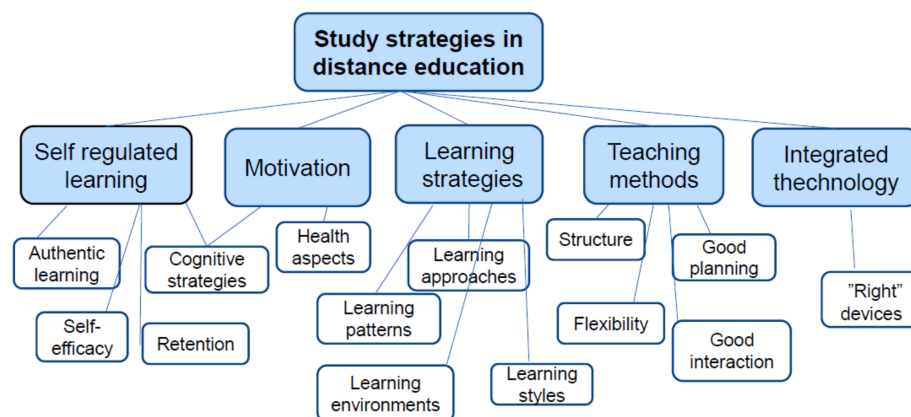 Study strategies in
distance education
Self regulated
learning
Motivation
Learning
strategies
Teaching
methods
Integrated
thechnology
Authentic
learning
Cognitive
strategies
Health
aspects
Learning
approaches
Structure
Good
planning
"Right"
devices
Self-
efficacy
Retention
Learning
patterns
Flexibility
Good
interaction
Learning
environments
Learning
styles